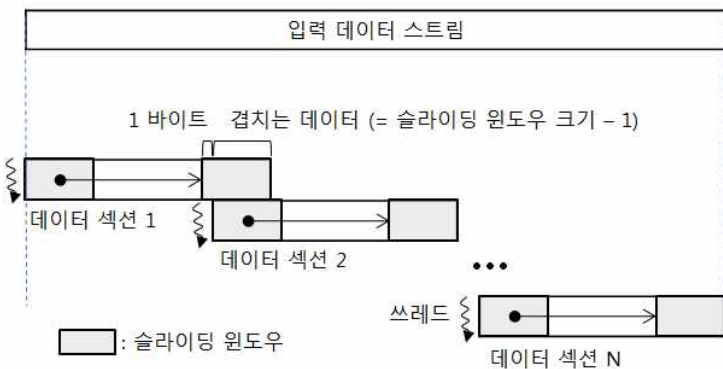 입력 데이터 스트림
1 바이트 겹치는 데이터 (= 슬라이딩 윈도우 크기 – 1)
데이터 섹션 1
데이터 섹션 2
•••
쓰레드
데이터 섹션 N
: 슬라이딩 윈도우